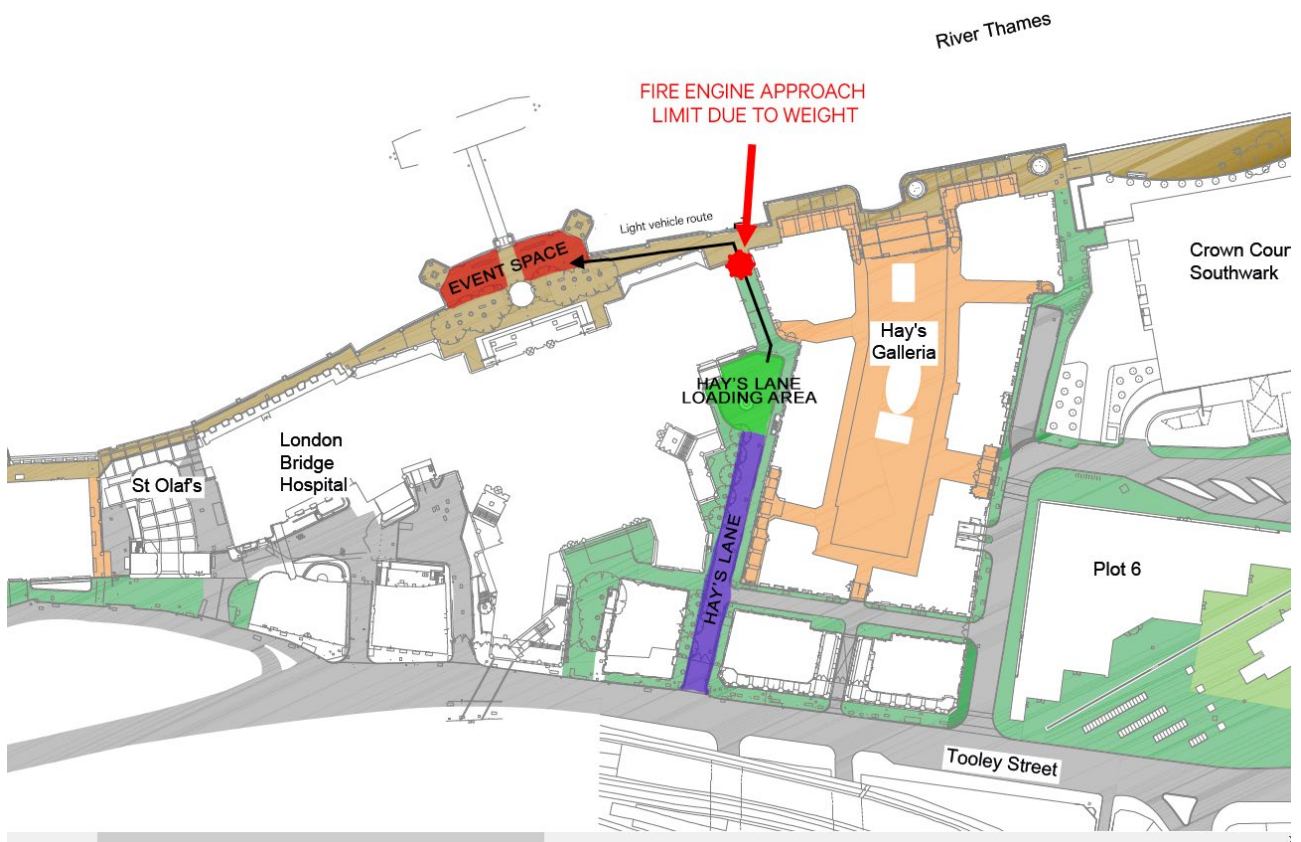 River Thames
FIRE ENGINE APPROACH
LIMIT DUE TO WEIGHT
Light vehicle route
EVENT SPACE
Crown Cour
Southwark
Hay's
Galleria
HAY'S LANE
LOADING AREA
London
Bridge
Hospital
St Olaf's
HAY'S LANE
Plot 6
Tooley Street